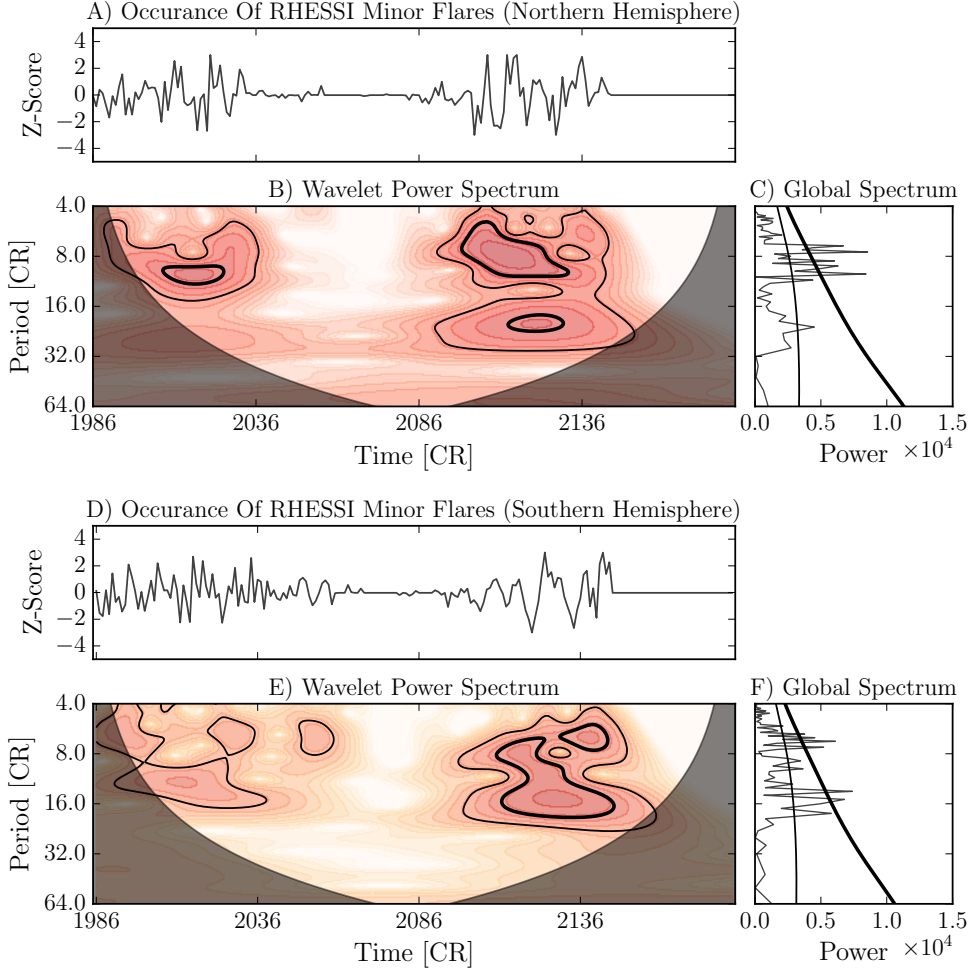 A) Occurance Of RHESSI Minor Flares (Northern Hemisphere)
Z-Score
4
2
0
−2
−4
B) Wavelet Power Spectrum
C) Global Spectrum
Period [CR]
4.0
8.0
16.0
32.0
64.0
1986 2036 2086 2136
Time [CR]
0.0 0.5 1.0 1.5
Power ×10⁴
D) Occurance Of RHESSI Minor Flares (Southern Hemisphere)
Z-Score
4
2
0
−2
−4
E) Wavelet Power Spectrum
F) Global Spectrum
Period [CR]
4.0
8.0
16.0
32.0
64.0
1986 2036 2086 2136
Time [CR]
0.0 0.5 1.0 1.5
Power ×10⁴